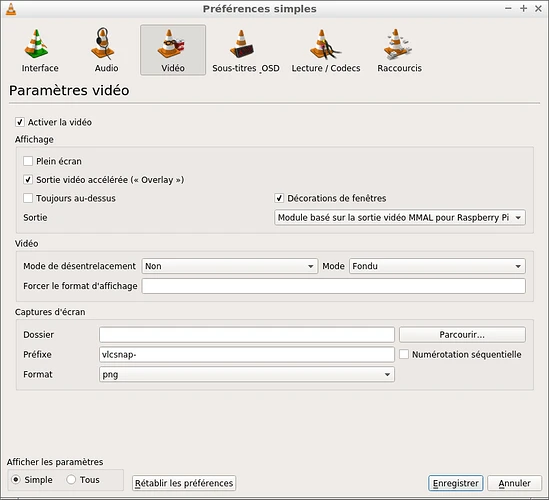 Préférences simples
Interface Audio Vidéo Sous-titres_OSD Lecture / Codecs Raccourcis
Paramètres vidéo
Activer la vidéo
Affichage
Plein écran
Sortie vidéo accélérée (« Overlay »)
Toujours au-dessus Décorations de fenêtres
Sortie Module basé sur la sortie vidéo MMAL pour Raspberry Pi
Vidéo
Mode de désentrelacement Non Mode Fondu
Forcer le format d'affichage
Captures d'écran
Dossier Parcourir...
Préfixe vlcsnap- Numérotation séquentielle
Format png
Afficher les paramètres
Simple Tous Rétablir les préférences Enregistrer Annuler